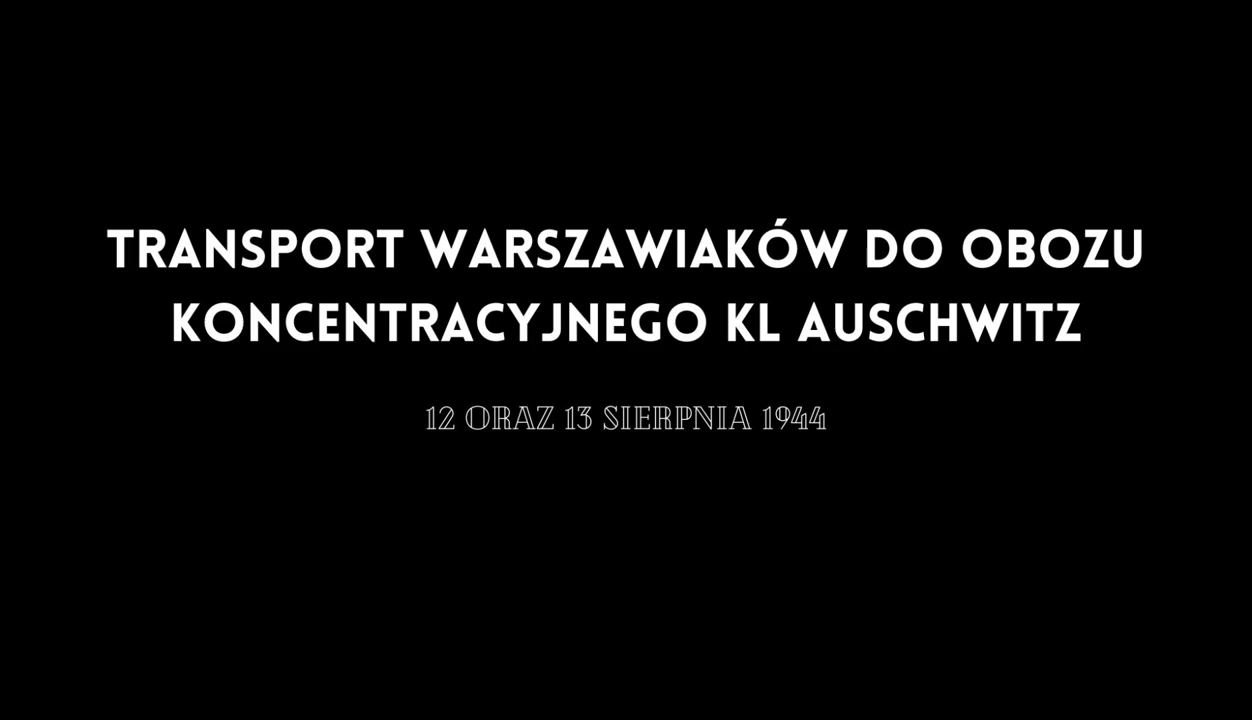 TRANSPORT WARSZAWIAKÓW DO OBOZU
KONCENTRACYJNEGO KL AUSCHWITZ
12 ORAZ 13 SIERPNIA 1944